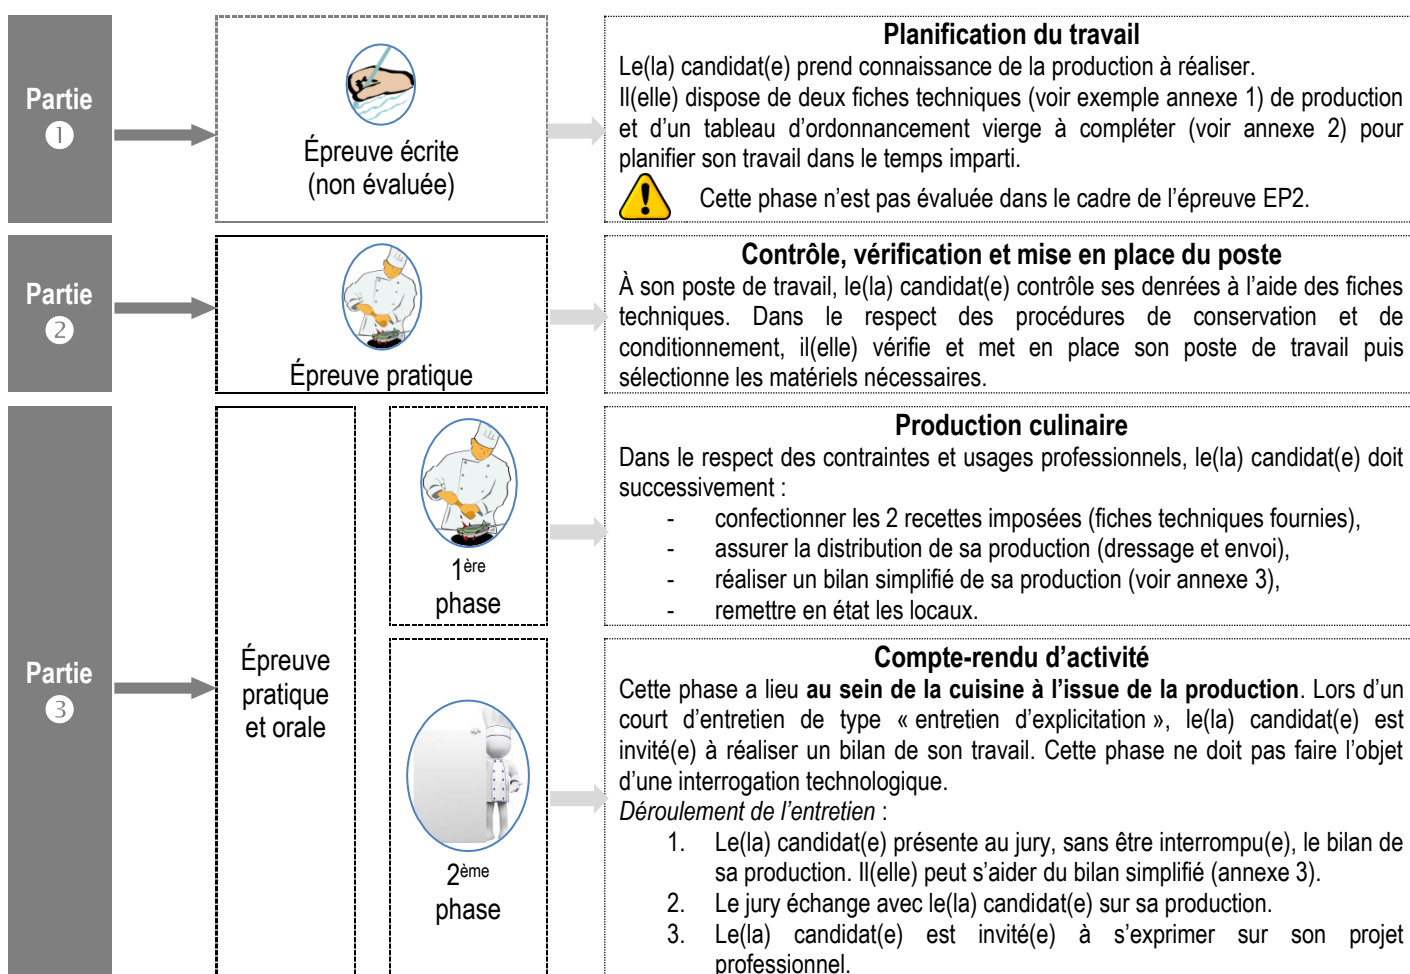 Partie
①
Épreuve écrite
(non évaluée)
Planification du travail
Le(la) candidat(e) prend connaissance de la production à réaliser.
Il(elle) dispose de deux fiches techniques (voir exemple annexe 1) de production
et d’un tableau d’ordonnancement vierge à compléter (voir annexe 2) pour
planifier son travail dans le temps imparti.
Cette phase n’est pas évaluée dans le cadre de l’épreuve EP2.
Partie
②
Épreuve pratique
Contrôle, vérification et mise en place du poste
À son poste de travail, le(la) candidat(e) contrôle ses denrées à l’aide des fiches
techniques. Dans le respect des procédures de conservation et de
conditionnement, il(elle) vérifie et met en place son poste de travail puis
sélectionne les matériels nécessaires.
Partie
③
Épreuve
pratique
et orale
1ère
phase
Production culinaire
Dans le respect des contraintes et usages professionnels, le(la) candidat(e) doit
successivement :
- confectionner les 2 recettes imposées (fiches techniques fournies),
- assurer la distribution de sa production (dressage et envoi),
- réaliser un bilan simplifié de sa production (voir annexe 3),
- remettre en état les locaux.
2ème
phase
Compte-rendu d’activité
Cette phase a lieu au sein de la cuisine à l’issue de la production. Lors d’un
court d’entretien de type « entretien d’explicitation », le(la) candidat(e) est
invité(e) à réaliser un bilan de son travail. Cette phase ne doit pas faire l’objet
d’une interrogation technologique.
Déroulement de l’entretien :
1. Le(la) candidat(e) présente au jury, sans être interrompu(e), le bilan de
sa production. Il(elle) peut s’aider du bilan simplifié (annexe 3).
2. Le jury échange avec le(la) candidat(e) sur sa production.
3. Le(la) candidat(e) est invité(e) à s’exprimer sur son projet
professionnel.